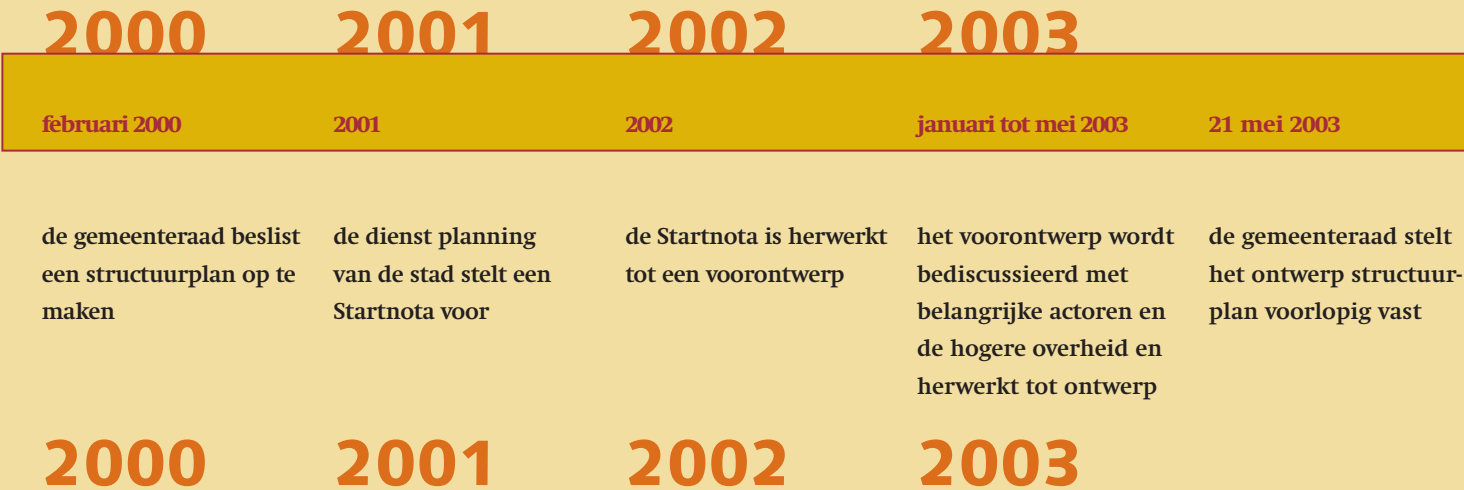 2000 2001 2002 2003
februari 2000 2001 2002 januari tot mei 2003 21 mei 2003
de gemeenteraad beslist
een structuurplan op te
maken
de dienst planning
van de stad stelt een
Startnota voor
de Startnota is herwerkt
tot een voorontwerp
het voorontwerp wordt
bediscussieerd met
belangrijke actoren en
de hogere overheid en
herwerkt tot ontwerp
de gemeenteraad stelt
het ontwerp structuur-
plan voorlopig vast
2000 2001 2002 2003